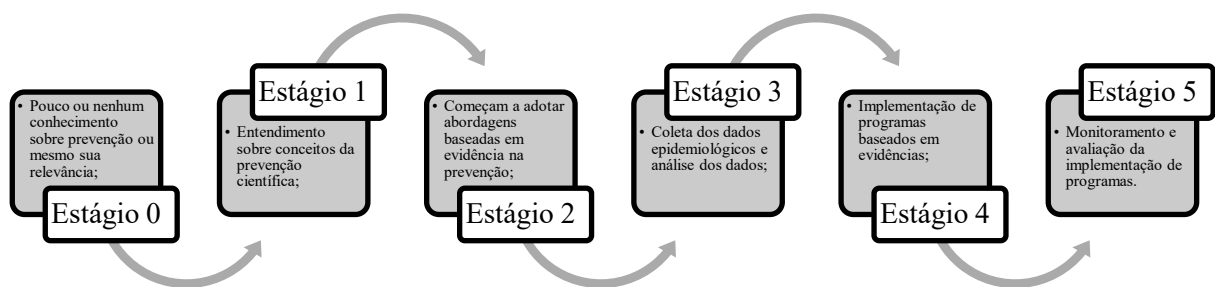 • Pouco ou nenhum
conhecimento
sobre prevenção ou
mesmo sua
relevância;
Estágio 0
Estágio 1
• Entendimento
sobre conceitos da
prevenção
científica;
• Começam a adotar
abordagens
baseadas em
evidência na
prevenção;
Estágio 2
Estágio 3
• Coleta dos dados
epidemiológicos e
análise dos dados;
• Implementação de
programas
baseados em
evidências;
Estágio 4
Estágio 5
• Monitoramento e
avaliação da
implementação de
programas.